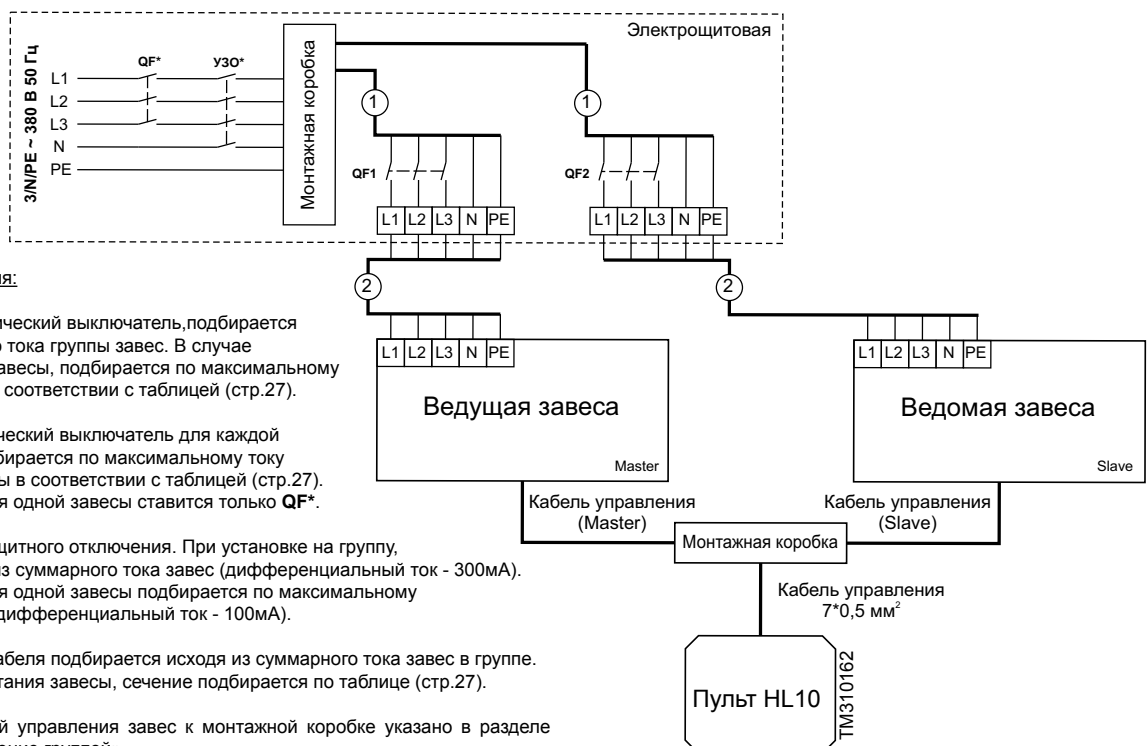 Электрощитовая
3/N/PE ~ 380 В 50 Гц
QF*
УЗО*
L1
L2
L3
N
PE
Монтажная коробка
1
1
QF1
QF2
L1 L2 L3 N PE
L1 L2 L3 N PE
2
2
L1 L2 L3 N PE
L1 L2 L3 N PE
Ведущая завеса
Master
Ведомая завеса
Slave
Кабель управления
(Master)
Кабель управления
(Slave)
Монтажная коробка
Кабель управления
7*0,5 мм²
Пульт HL10
TM310162
ия:
ический выключатель,подбирается
о тока группы завес. В случае
авесы, подбирается по максимальному
соответствии с таблицей (стр.27).
ческий выключатель для каждой
бирается по максимальному току
ы в соответствии с таблицей (стр.27).
я одной завесы ставится только QF*.
щитного отключения. При установке на группу,
из суммарного тока завес (дифференциальный ток - 300мА).
я одной завесы подбирается по максимальному
дифференциальный ток - 100мА).
абеля подбирается исходя из суммарного тока завес в группе.
тания завесы, сечение подбирается по таблице (стр.27).
й управления завес к монтажной коробке указано в разделе